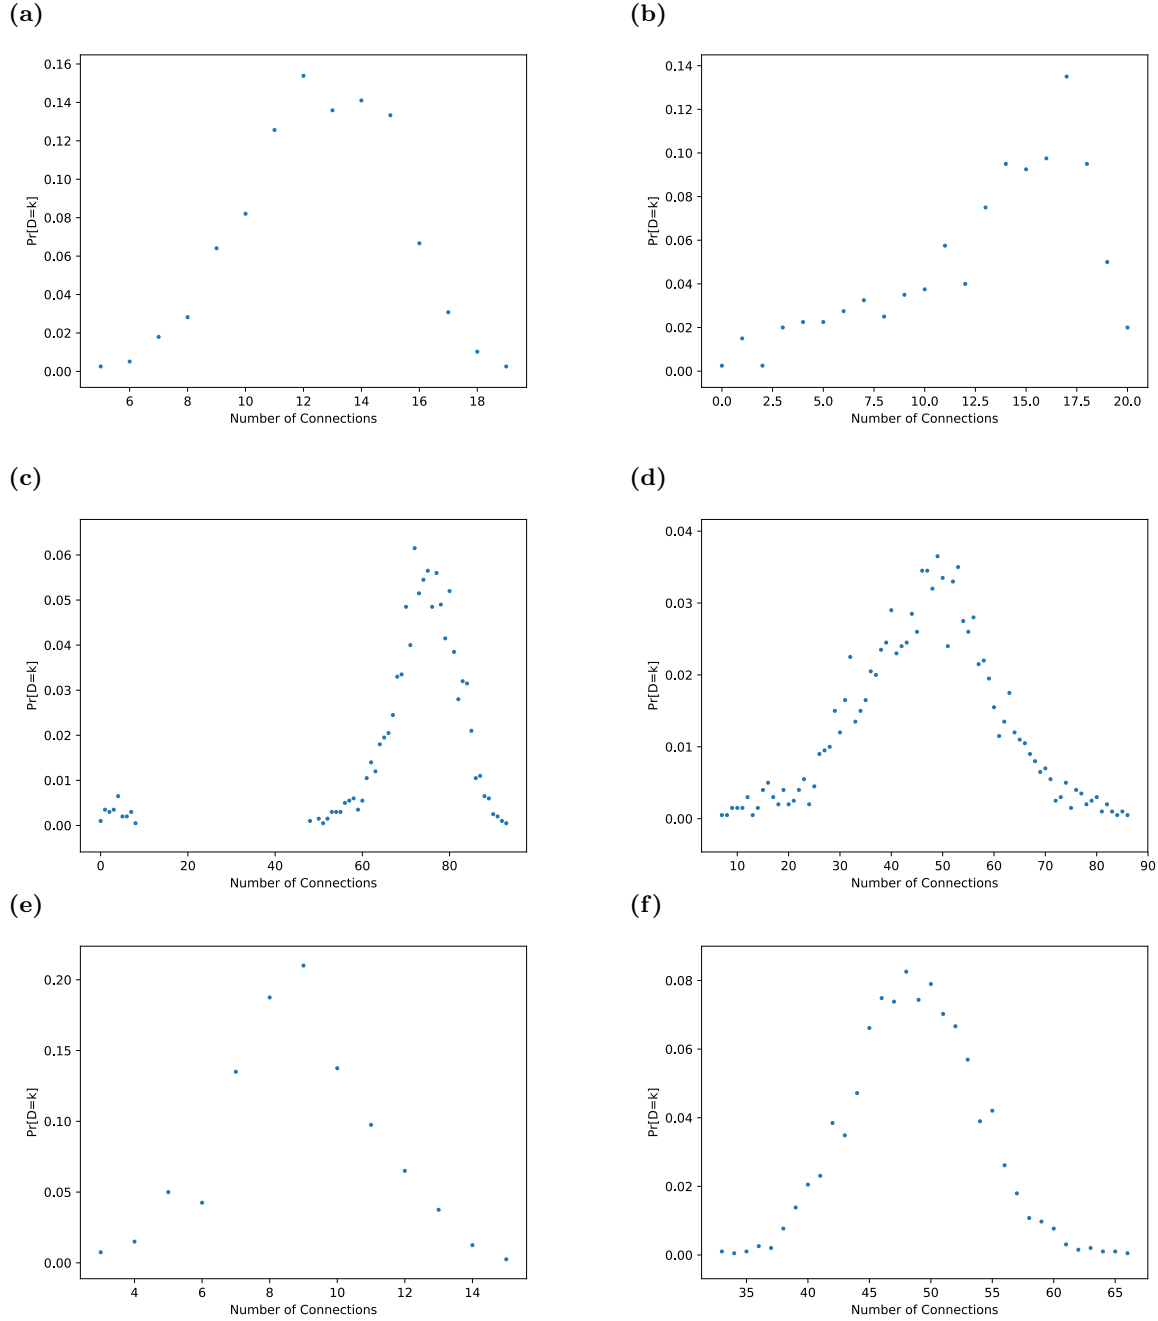 (a)
(b)
0.16
0.14
0.12
0.10
0.08
0.06
0.04
0.02
0.00
Pr[D=k]
6 8 10 12 14 16 18
Number of Connections
0.14
0.12
0.10
0.08
0.06
0.04
0.02
0.00
Pr[D=k]
0.0 2.5 5.0 7.5 10.0 12.5 15.0 17.5 20.0
Number of Connections
(c)
(d)
0.06
0.05
0.04
0.03
0.02
0.01
0.00
Pr[D=k]
0 20 40 60 80
Number of Connections
0.04
0.03
0.02
0.01
0.00
Pr[D=k]
10 20 30 40 50 60 70 80 90
Number of Connections
(e)
(f)
0.20
0.15
0.10
0.05
0.00
Pr[D=k]
4 6 8 10 12 14
Number of Connections
0.08
0.06
0.04
0.02
0.00
Pr[D=k]
35 40 45 50 55 60 65
Number of Connections